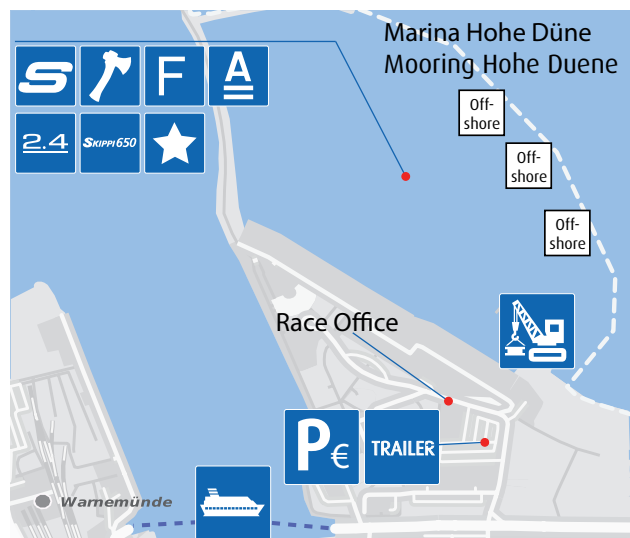 Marina Hohe Düne
Mooring Hohe Duene
S
F
A
2.4
SKIPPI 650
Off-
shore
Off-
shore
Off-
shore
Race Office
P€
TRAILER
Warnemünde